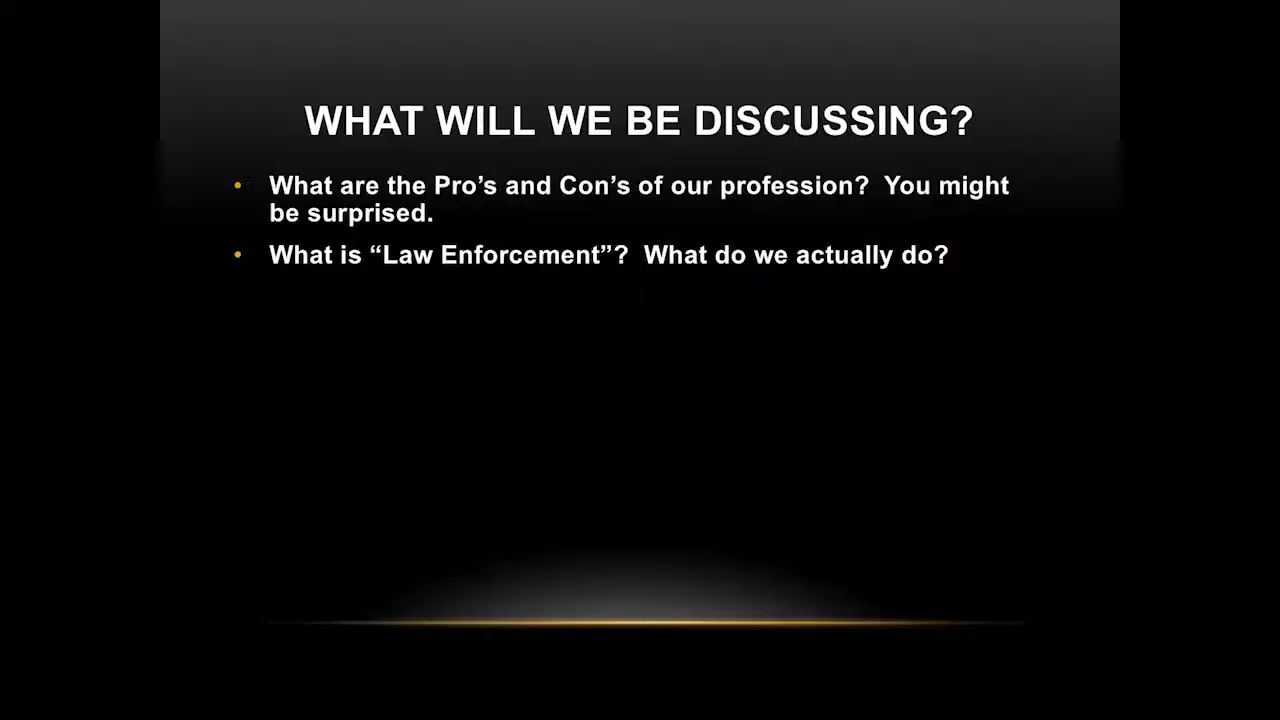 WHAT WILL WE BE DISCUSSING?
• What are the Pro’s and Con’s of our profession?  You might
be surprised.
• What is “Law Enforcement”?  What do we actually do?